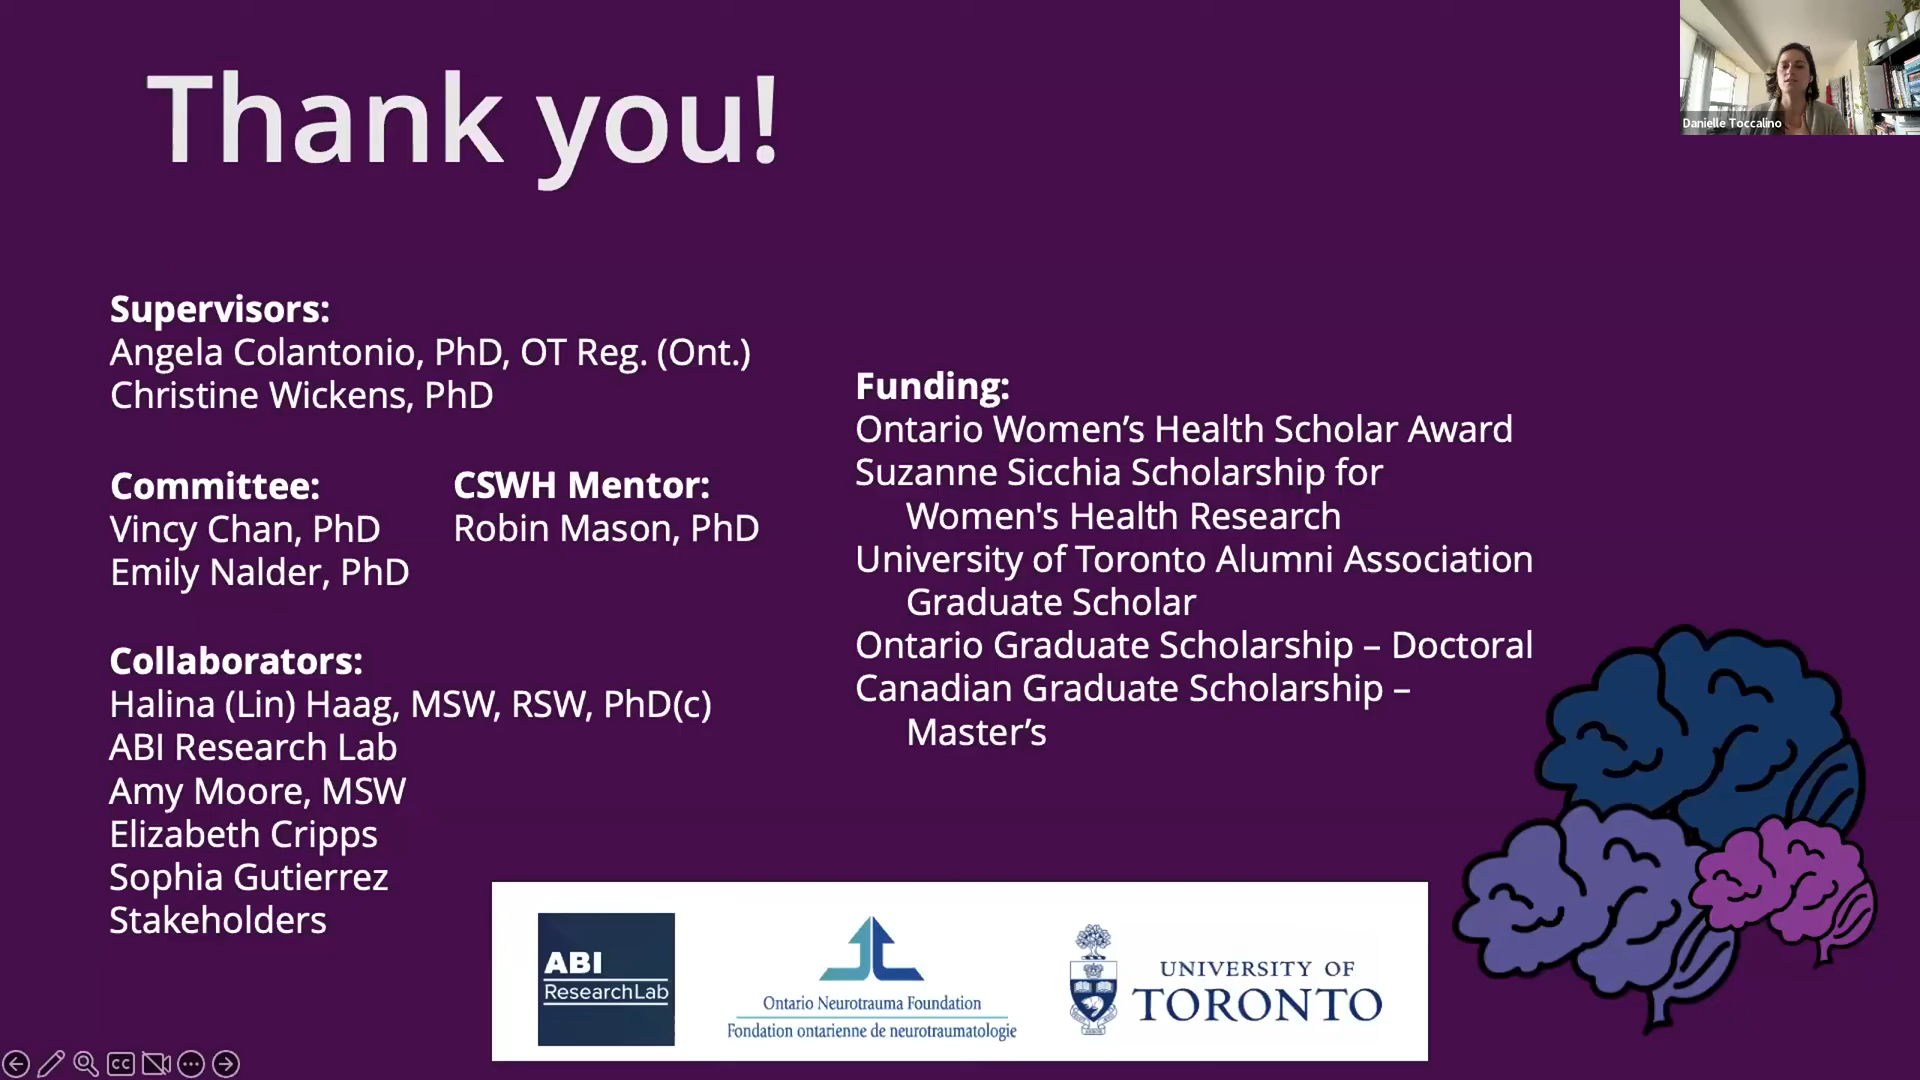 Thank you!
Danielle Toccalino
Supervisors:
Angela Colantonio, PhD, OT Reg. (Ont.)
Christine Wickens, PhD
Committee:
Vincy Chan, PhD
Emily Nalder, PhD
CSWH Mentor:
Robin Mason, PhD
Collaborators:
Halina (Lin) Haag, MSW, RSW, PhD(c)
ABI Research Lab
Amy Moore, MSW
Elizabeth Cripps
Sophia Gutierrez
Stakeholders
Funding:
Ontario Women’s Health Scholar Award
Suzanne Sicchia Scholarship for
Women's Health Research
University of Toronto Alumni Association
Graduate Scholar
Ontario Graduate Scholarship – Doctoral
Canadian Graduate Scholarship –
Master’s
ABI
ResearchLab
Ontario Neurotrauma Foundation
Fondation ontarienne de neurotraumatologie
UNIVERSITY OF
TORONTO
CC